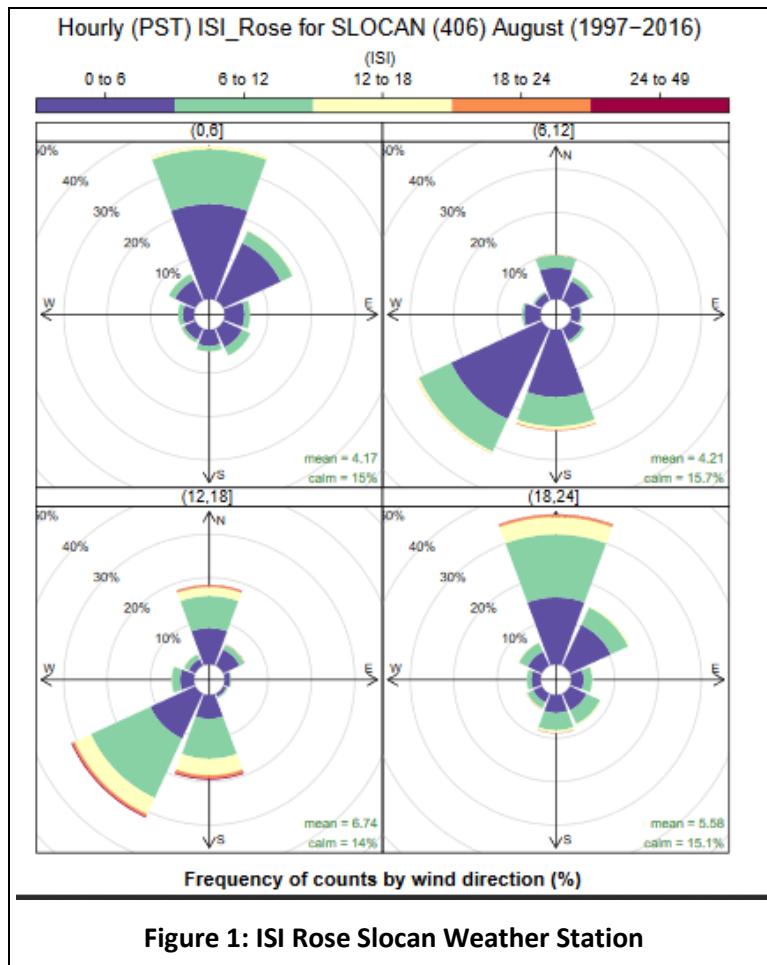 Hourly (PST) ISI_Rose for SLOCAN (406) August (1997−2016)
(ISI)
0 to 6
6 to 12
12 to 18
18 to 24
24 to 49
(0,6]
0%
40%
30%
20%
10%
W
E
S
mean = 4.17
calm = 15%
(6,12]
0%
N
40%
30%
20%
10%
W
E
S
mean = 4.21
calm = 15.7%
(12,18]
0%
N
40%
30%
20%
10%
W
E
S
mean = 6.74
calm = 14%
(18,24]
0%
40%
30%
20%
10%
W
E
S
mean = 5.58
calm = 15.1%
Frequency of counts by wind direction (%)
Figure 1: ISI Rose Slocan Weather Station